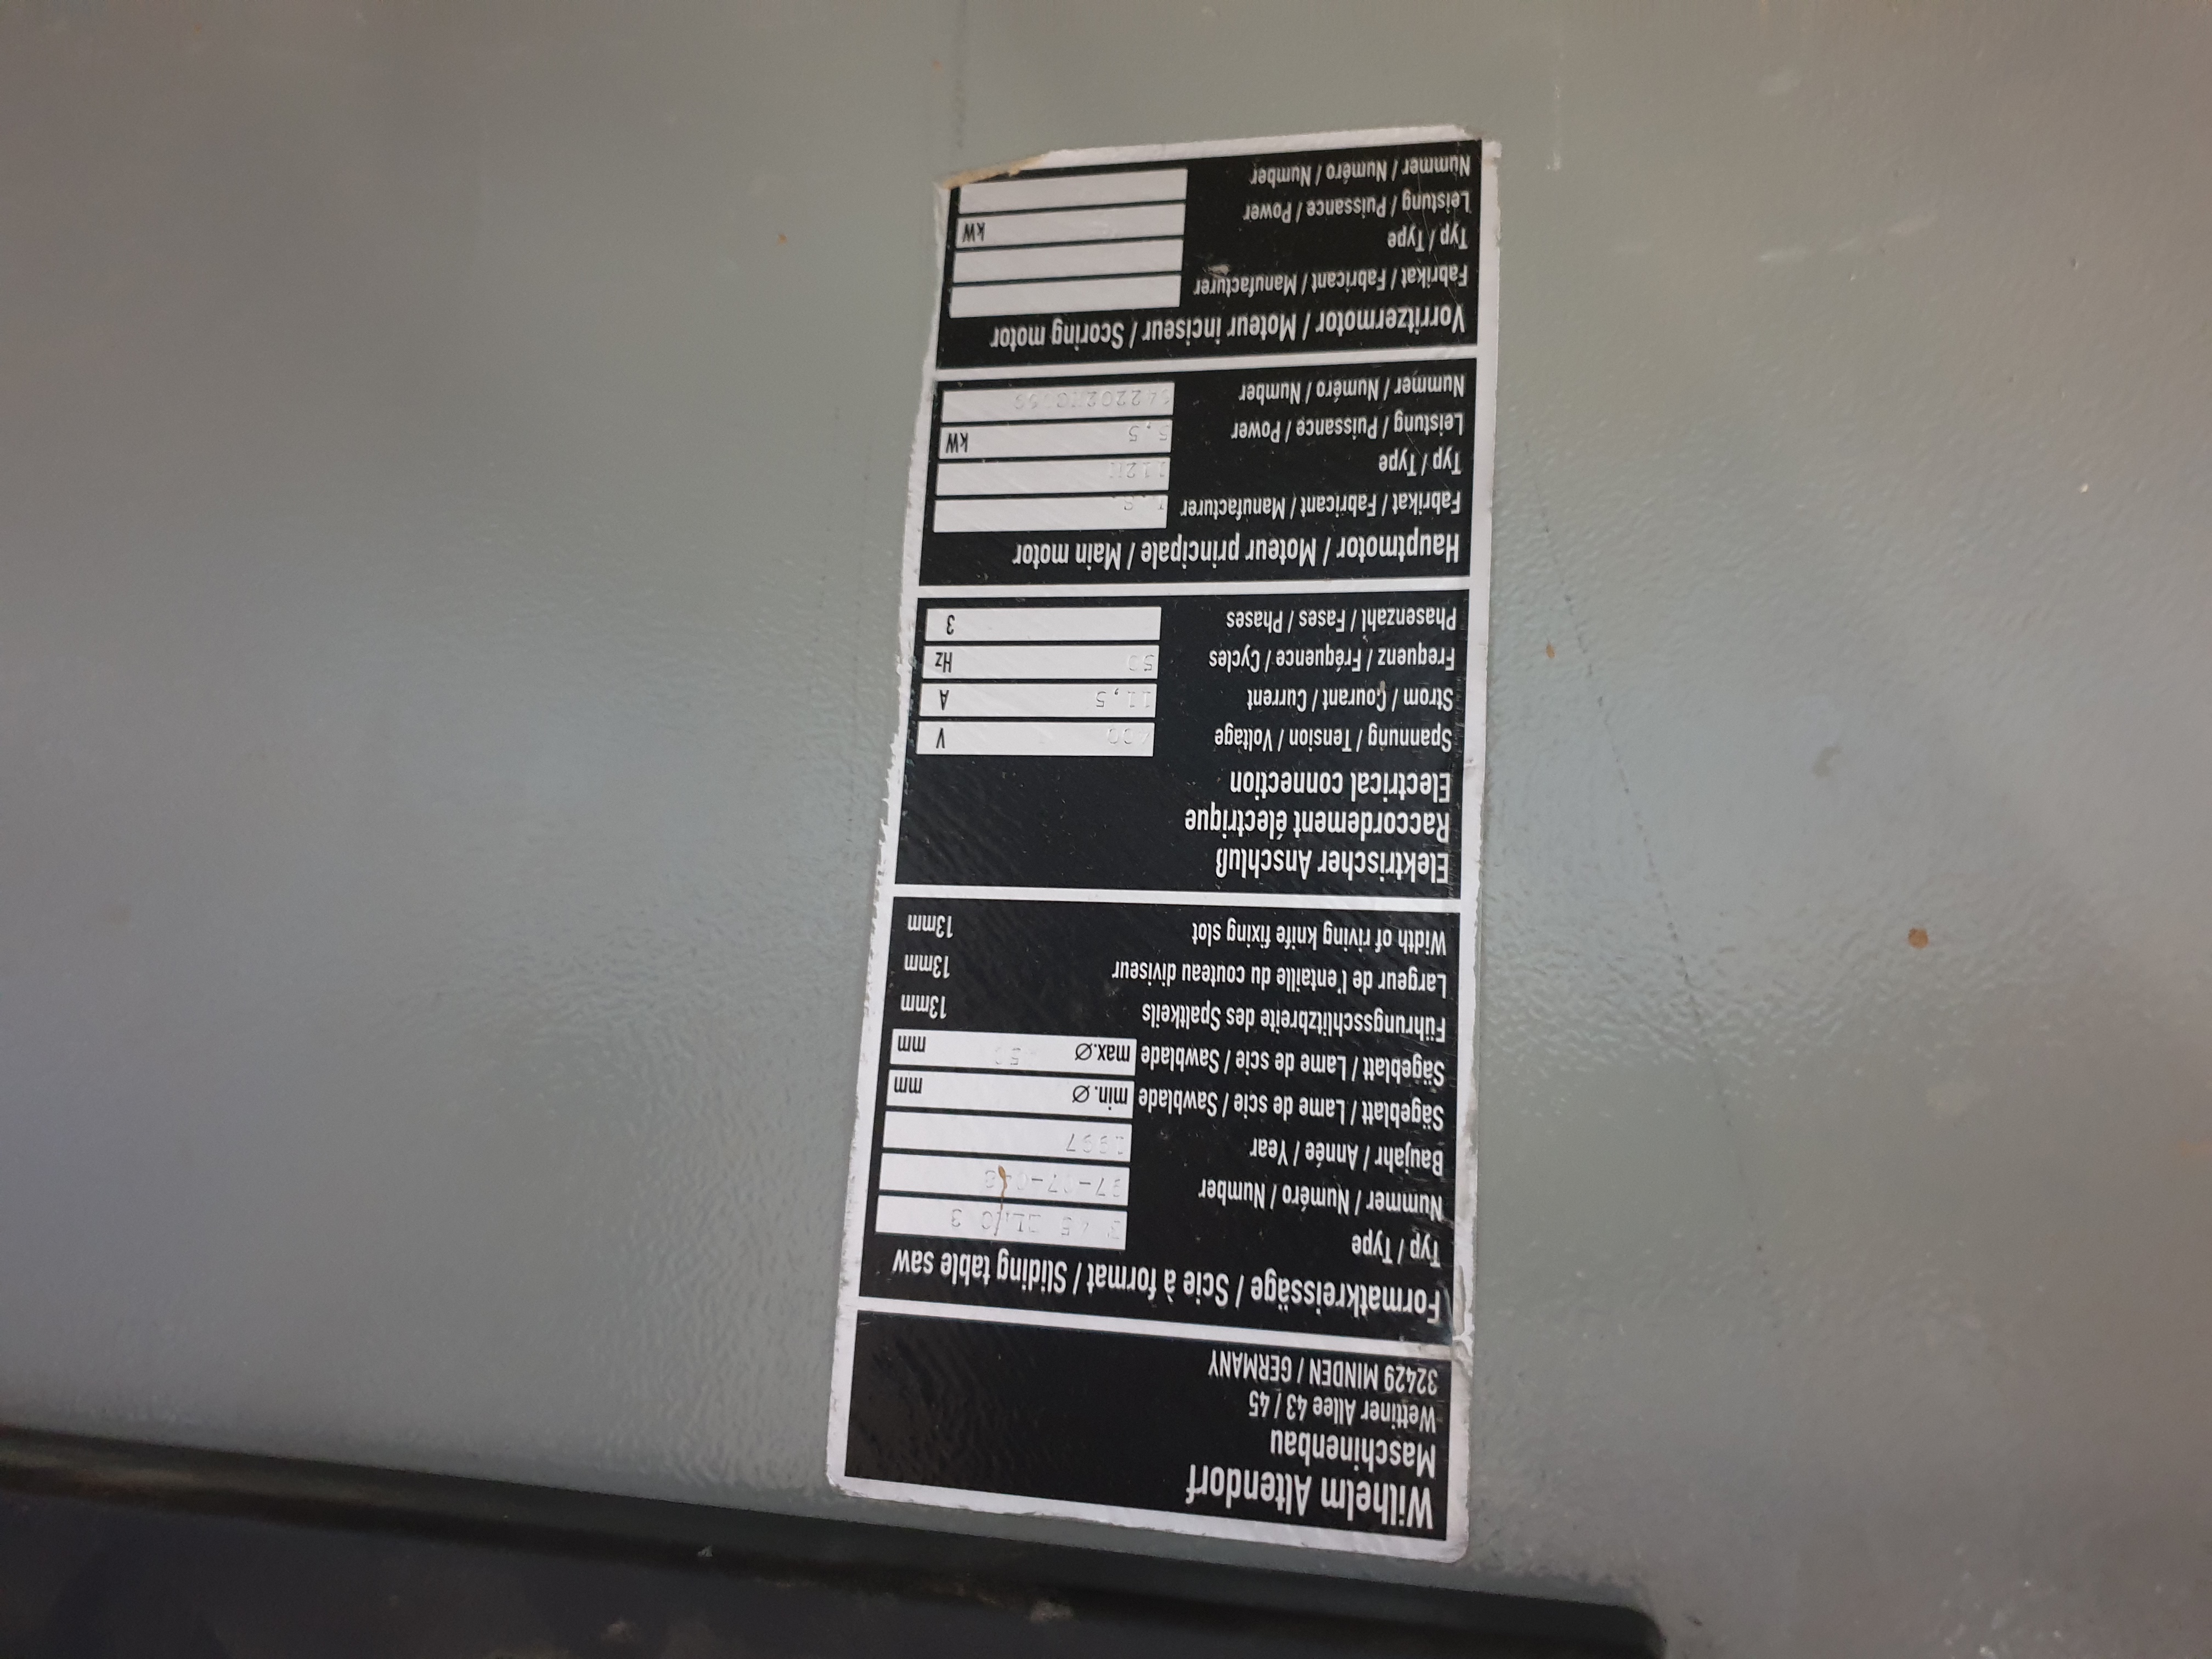 Wilhelm Altendorf
Maschinenbau
Wettiner Allee 43 / 45
32429 MINDEN / GERMANY
Formatkreissäge / Scie à format / Sliding table saw
Typ / Type
Nummer / Numéro / Number
Baujahr / Année / Year 1997
Sägeblatt / Lame de scie / Sawblade min. Ø mm
Sägeblatt / Lame de scie / Sawblade max. Ø mm
Führungsschlitzbreite des Spaltkeils 13mm
Largeur de l'entaille du couteau diviseur 13mm
Width of riving knife fixing slot 13mm
Elektrischer Anschluß
Raccordement électrique
Electrical connection
Spannung / Tension / Voltage 400 V
Strom / Courant / Current 11,5 A
Frequenz / Fréquence / Cycles 50 Hz
Phasenzahl / Fases / Phases 3
Hauptmotor / Moteur principale / Main motor
Fabrikat / Fabricant / Manufacturer
Typ / Type
Leistung / Puissance / Power 5,5 kW
Nummer / Numéro / Number
Vorritzermotor / Moteur inciseur / Scoring motor
Fabrikat / Fabricant / Manufacturer
Typ / Type
Leistung / Puissance / Power kW
Nummer / Numéro / Number